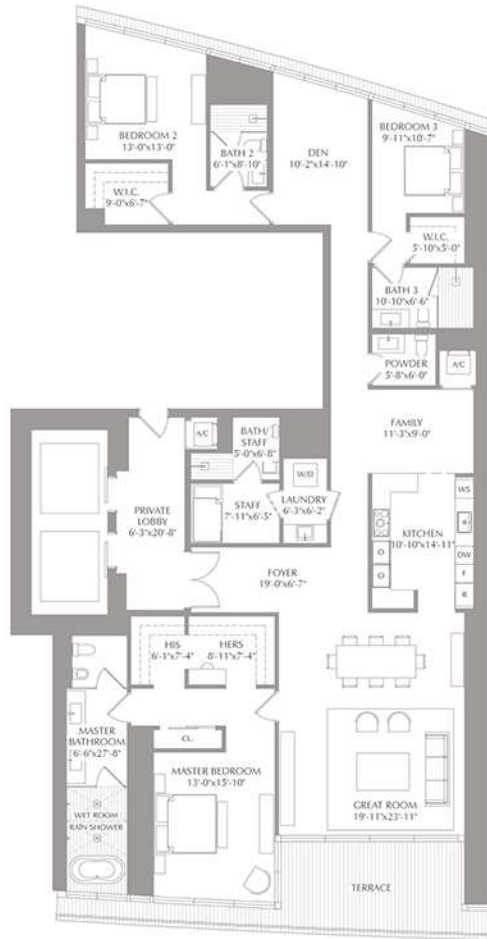 BEDROOM 2
13'-0"x13'-0"
BATH 2
6'-1"x8'-10"
DEN
10'-2"x14'-10"
BEDROOM 3
9'-11"x10'-7"
W.I.C.
9'-0"x6'-7"
W.I.C.
5'-10"x5'-0"
BATH 3
10'-10"x6'-6"
POWDER
5'-8"x6'-0"
A/C
FAMILY
11'-3"x9'-0"
A/C
BATH/
STAFF
5'-0"x6'-8"
W/D
LAUNDRY
6'-3"x6'-2"
STAFF
7'-11"x6'-5"
PRIVATE
LOBBY
6'-3"x20'-8"
WS
KITCHEN
10'-10"x14'-11"
DW
F
R
O
O
FOYER
19'-0"x6'-7"
HIS
6'-1"x7'-4"
HERS
8'-11"x7'-4"
CL.
MASTER
BATHROOM
6'-6"x27'-8"
MASTER BEDROOM
13'-0"x15'-10"
WET ROOM
RAIN SHOWER
GREAT ROOM
19'-11"x23'-11"
TERRACE